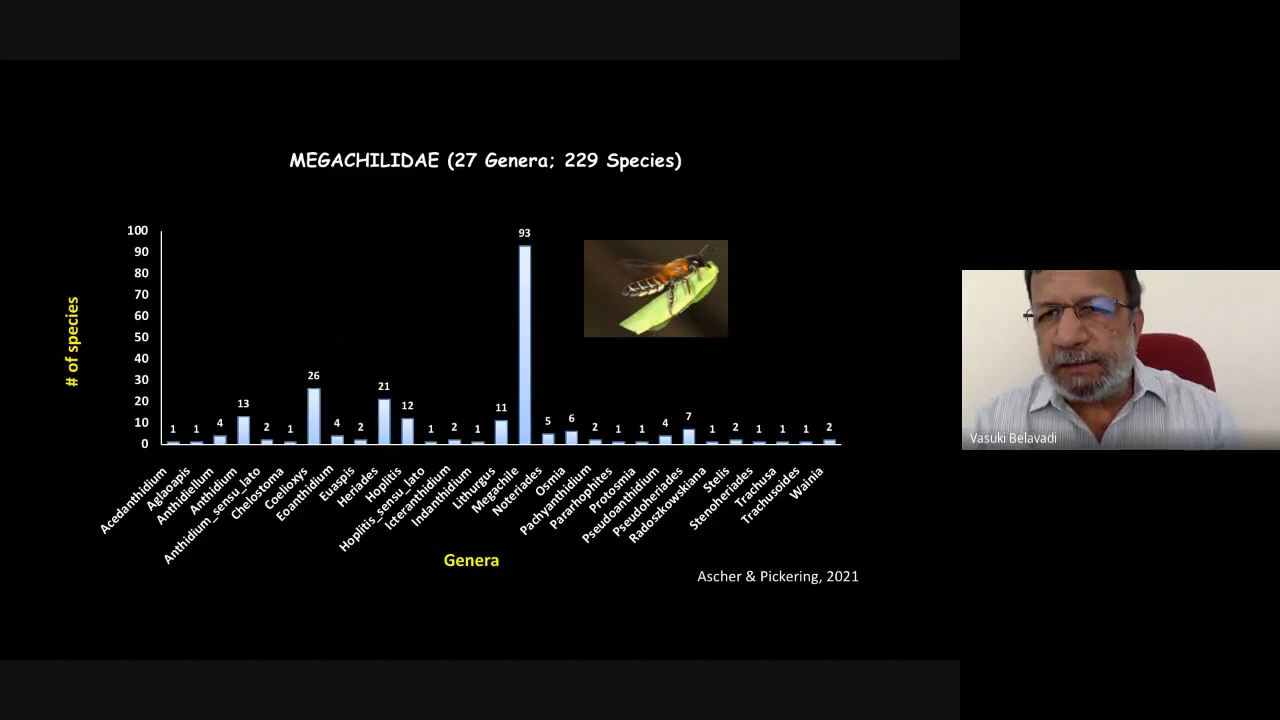 MEGACHILIDAE (27 Genera; 229 Species)
# of species
100
90
80
70
60
50
40
30
20
10
0
1
1
4
13
2
1
26
4
2
21
12
1
2
1
11
93
5
6
2
1
1
4
7
1
2
1
1
1
2
Acedanthidium
Aglaoapis
Anthidiellum
Anthidium
Anthidium_sensu_lato
Chelostoma
Coelioxys
Eoanthidium
Euaspis
Heriades
Hoplitis
Hoplitis_sensu_lato
Icteranthidium
Indanthidium
Lithurgus
Megachile
Noteriades
Osmia
Pachyanthidium
Pararhophites
Protosmia
Pseudoanthidium
Pseudoheriades
Radoszkowskiana
Stelis
Stenoheriades
Trachusa
Trachusoides
Wainia
Genera
Ascher & Pickering, 2021
Vasuki Belavadi